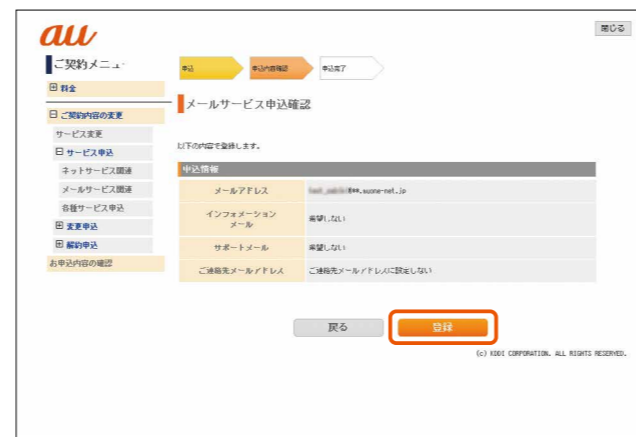 au
閉じる
ご契約メニュー
申込
申込内容確認
申込完了
料金
メールサービス申込確認
ご契約内容の変更
サービス変更
サービス申込
ネットサービス関連
メールサービス関連
各種サービス申込
変更申込
解約申込
お申込内容の確認
以下の内容で登録します。
申込情報
メールアドレス
.auone-net.jp
インフォメーション
メール
希望しない
サポートメール
希望しない
ご連絡先メールアドレス
ご連絡先メールアドレスに設定しない
戻る
登録
(c) KDDI CORPORATION. ALL RIGHTS RESERVED.